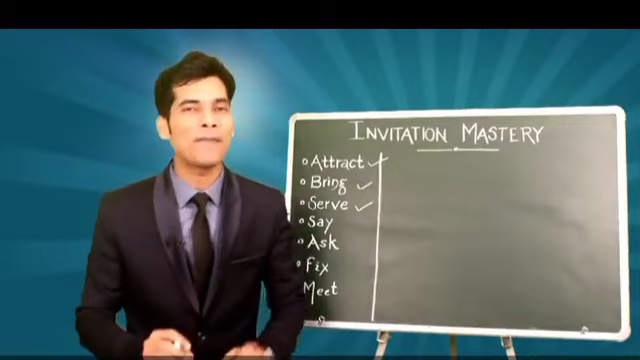 INVITATION MASTERY
Attract ✓
Bring ✓
Serve ✓
Say
Ask
Fix
Meet